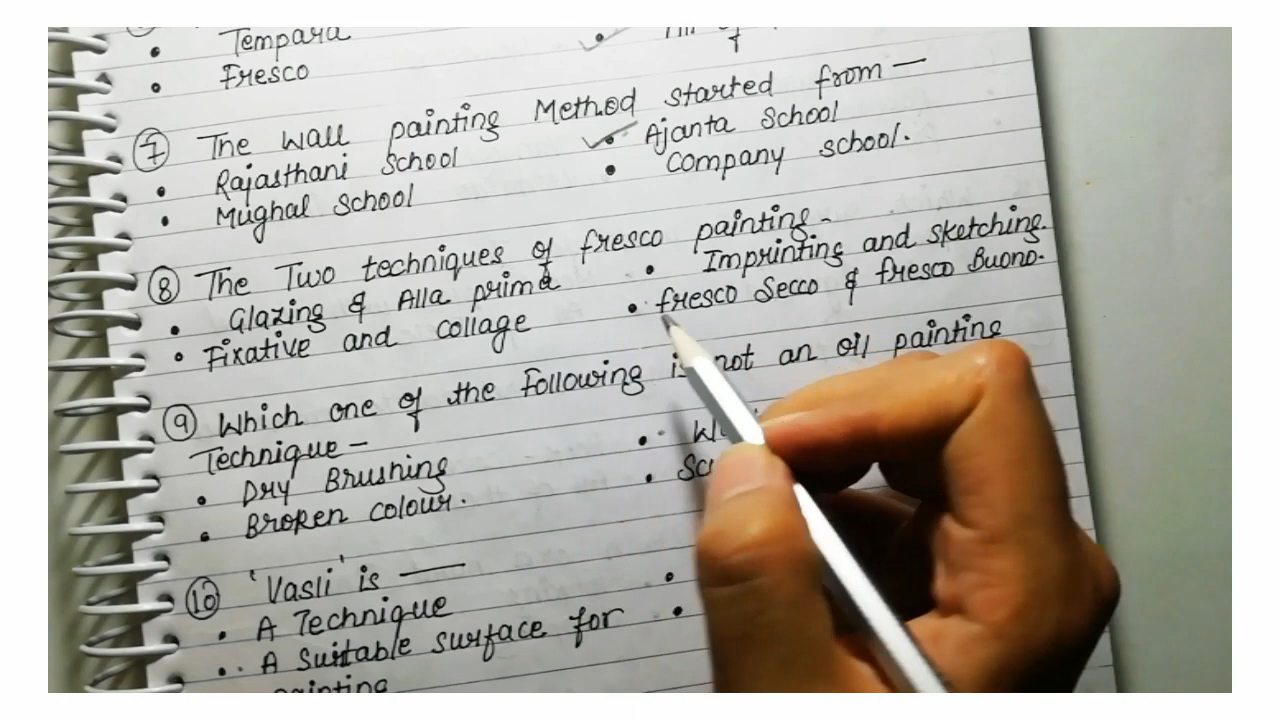 Tempara
Fresco
⑦ The Wall painting Method started from —
Rajasthani School
Ajanta School
Mughal School
Company school.
⑧ The Two techniques of fresco painting-
Glazing & Alla prima
Imprinting and sketching.
Fixative and collage
fresco Secco & fresco Buono.
⑨ Which one of the Following is not an oil painting
Technique —
Dry Brushing
Broken colour.
⑩ 'Vasli' is —
A Technique
A Suitable surface for
painting